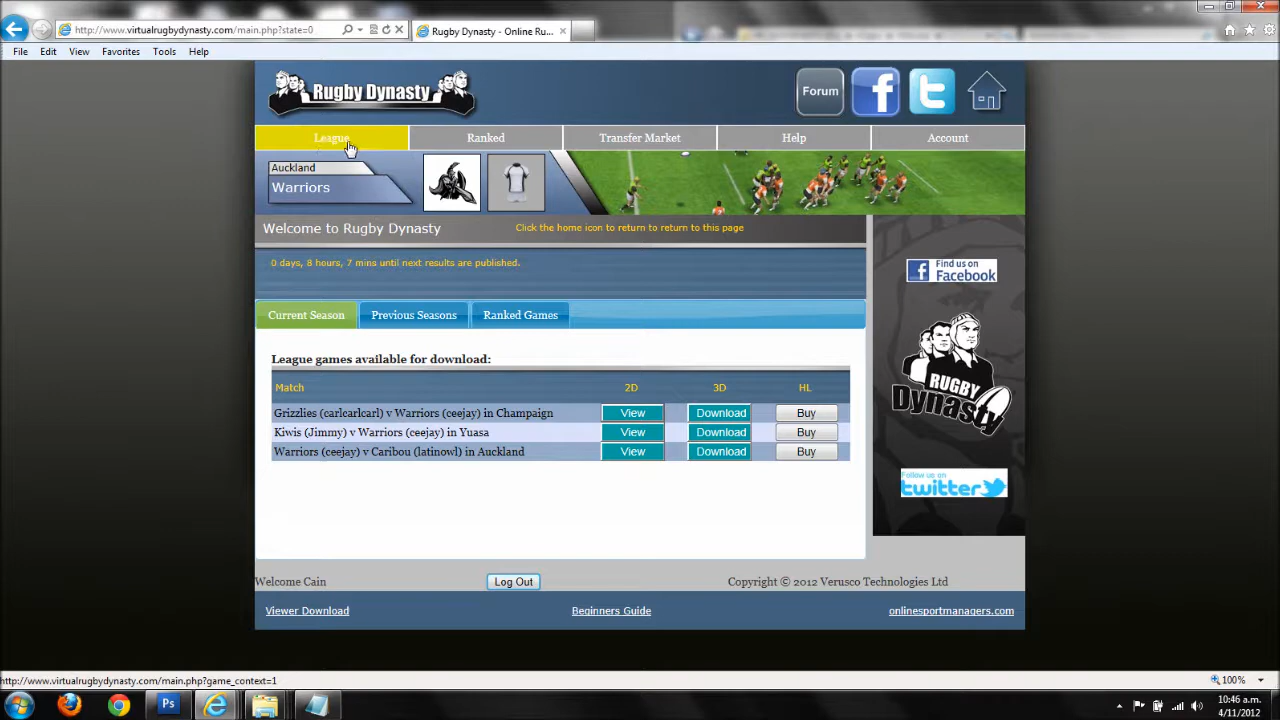 http://www.virtualrugbydynasty.com/main.php?state=0
Rugby Dynasty - Online Ru...
File Edit View Favorites Tools Help
Rugby Dynasty
Forum
League Ranked Transfer Market Help Account
Auckland
Warriors
Welcome to Rugby Dynasty
Click the home icon to return to return to this page
0 days, 8 hours, 7 mins until next results are published.
Find us on
Facebook
Current Season Previous Seasons Ranked Games
League games available for download:
Match 2D 3D HL
Grizzlies (carlcarlcarl) v Warriors (ceejay) in Champaign View Download Buy
Kiwis (Jimmy) v Warriors (ceejay) in Yuasa View Download Buy
Warriors (ceejay) v Caribou (latinowl) in Auckland View Download Buy
RUGBY
Dynasty
Follow us on
twitter
Welcome Cain
Log Out
Copyright © 2012 Verusco Technologies Ltd
Viewer Download Beginners Guide onlinesportmanagers.com
http://www.virtualrugbydynasty.com/main.php?game_context=1
100%
Ps
10:46 a.m.
4/11/2012